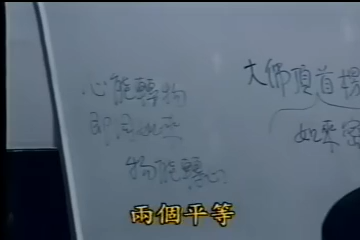 心能轉物
即同如來
物能轉心
大佛頂首楞
如來密
兩個平等